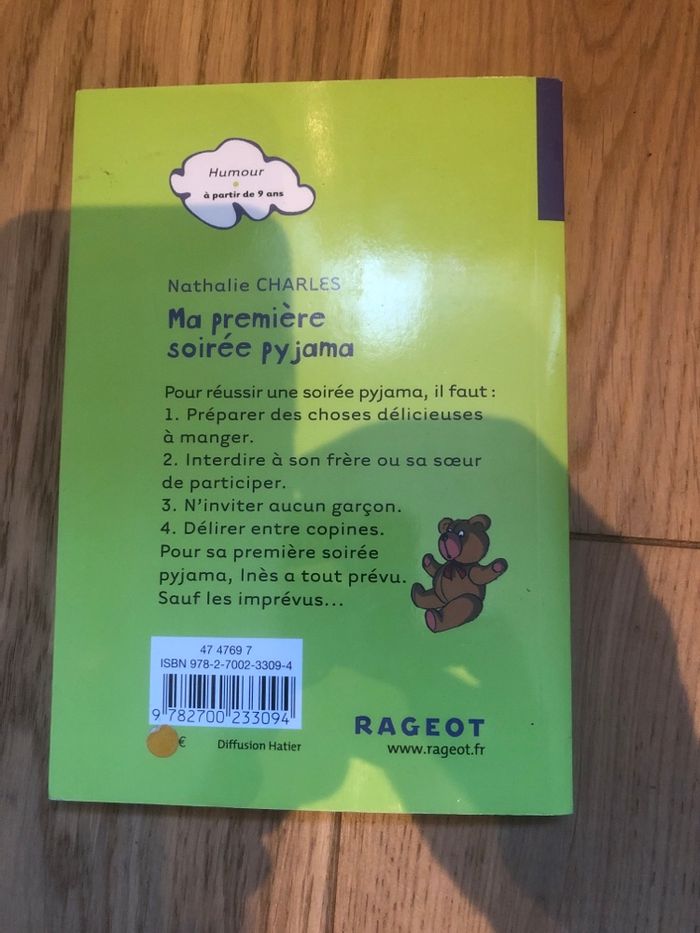 Humour
à partir de 9 ans
Nathalie CHARLES
Ma première
soirée pyjama
Pour réussir une soirée pyjama, il faut :
1. Préparer des choses délicieuses
à manger.
2. Interdire à son frère ou sa sœur
de participer.
3. N'inviter aucun garçon.
4. Délirer entre copines.
Pour sa première soirée
pyjama, Inès a tout prévu.
Sauf les imprévus...
47 4769 7
ISBN 978-2-7002-3309-4
9 782700 233094
€
Diffusion Hatier
RAGEOT
www.rageot.fr